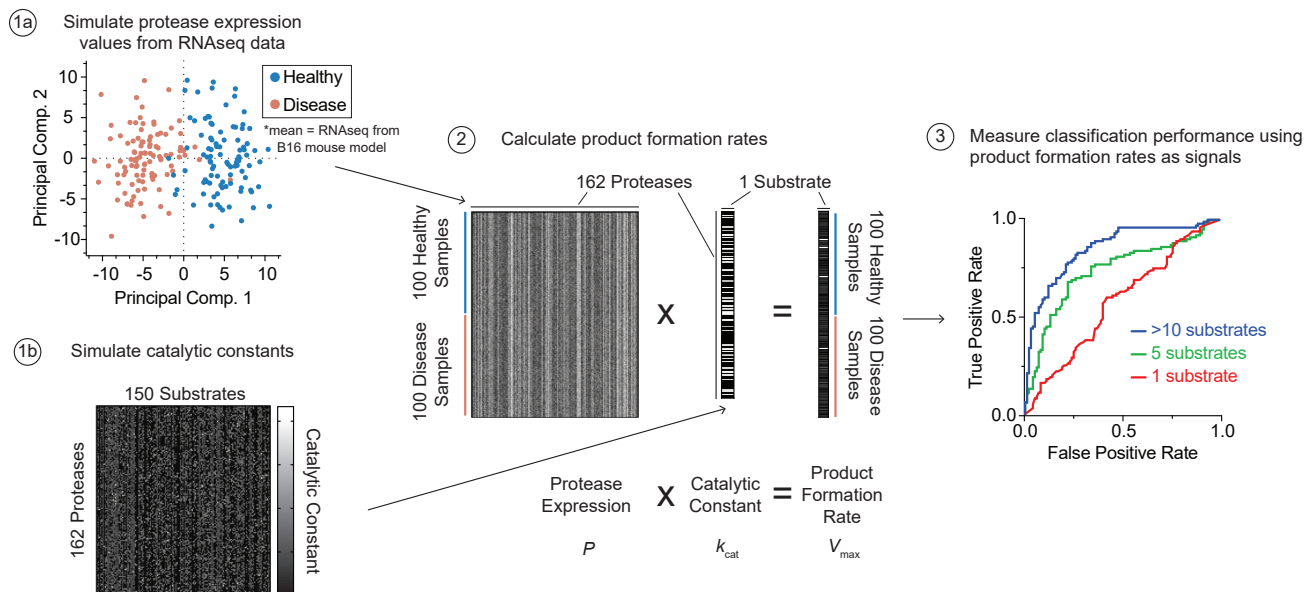 1a
Simulate protease expression
values from RNAseq data
Principal Comp. 2
10
5
0
-5
-10
-10
-5
0
5
10
Principal Comp. 1
Healthy
Disease
*mean = RNAseq from
B16 mouse model
1b
Simulate catalytic constants
150 Substrates
162 Proteases
Catalytic Constant
2
Calculate product formation rates
162 Proteases
1 Substrate
100 Healthy
Samples
100 Disease
Samples
X
=
100 Healthy
Samples
100 Disease
Samples
Protease
Expression
X
Catalytic
Constant
=
Product
Formation
Rate
P
kcat
Vmax
3
Measure classification performance using
product formation rates as signals
True Positive Rate
1.0
0.5
0.0
0.0
0.5
1.0
False Positive Rate
>10 substrates
5 substrates
1 substrate